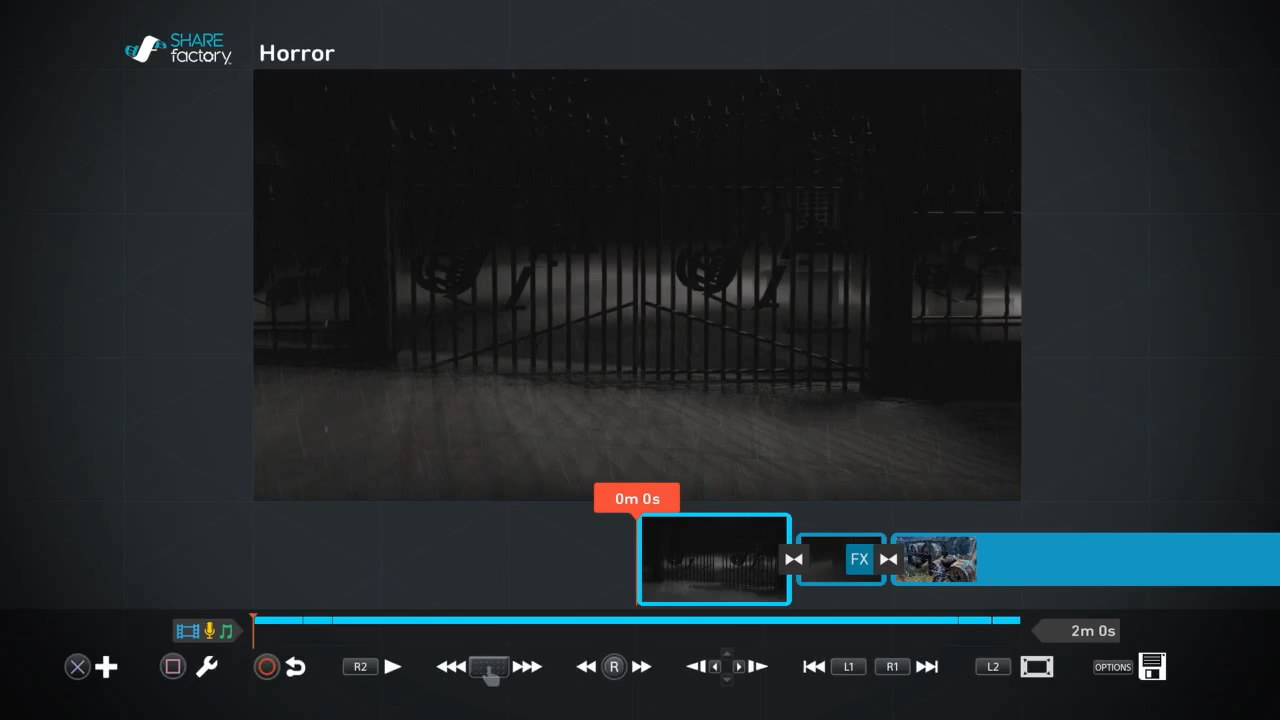 SHARE
factory
Horror
0m 0s
FX
2m 0s
R2
R
L1
R1
L2
OPTIONS